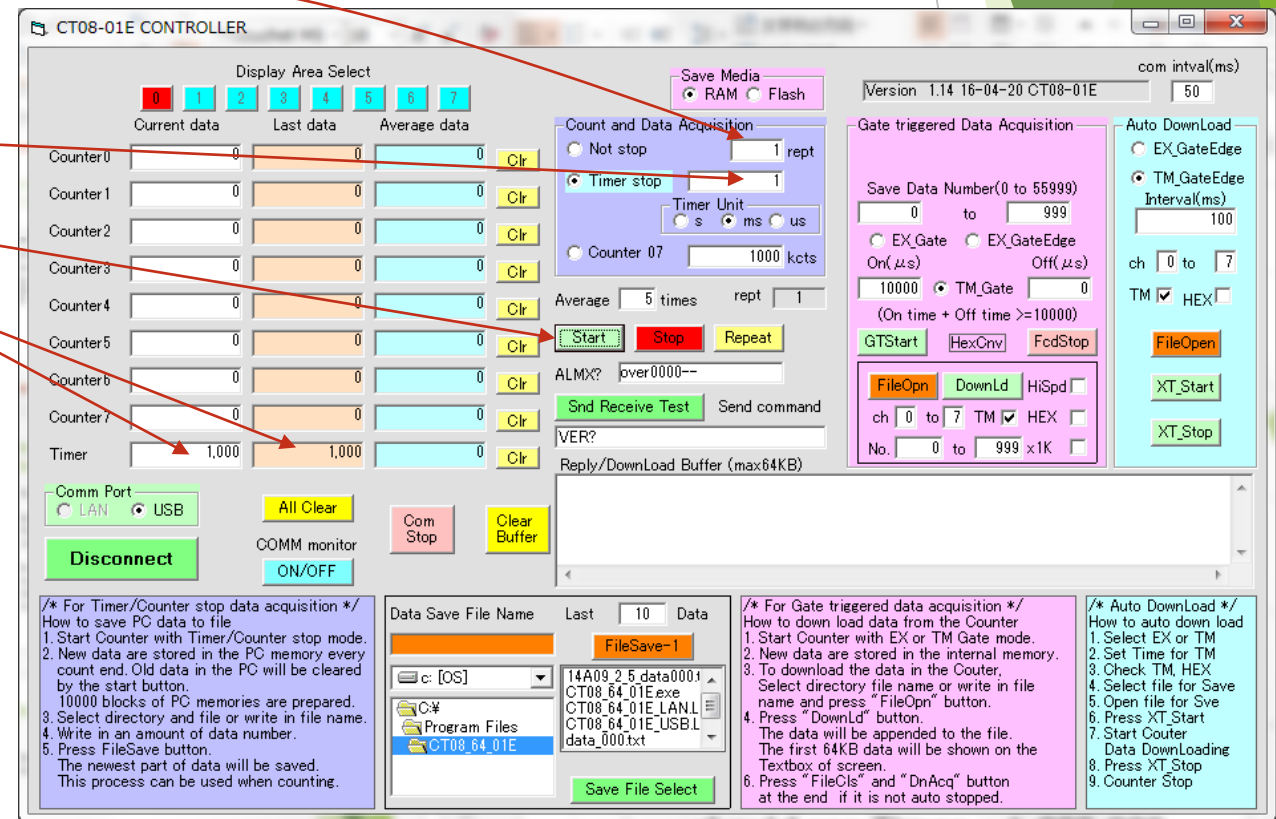 CT08-01E CONTROLLER
Display Area Select
0 1 2 3 4 5 6 7
Save Media
RAM Flash
Version 1.14 16-04-20 CT08-01E
com intval(ms)
50
Current data Last data Average data
Counter0 0 0 0 Clr
Counter1 0 0 0 Clr
Counter2 0 0 0 Clr
Counter3 0 0 0 Clr
Counter4 0 0 0 Clr
Counter5 0 0 0 Clr
Counter6 0 0 0 Clr
Counter7 0 0 0 Clr
Timer 1,000 1,000 0 Clr
Count and Data Acquisition
Not stop 1 rept
Timer stop 1
Timer Unit
s ms us
Counter 07 1000 kcts
Average 5 times rept 1
Start Stop Repeat
ALMX? over0000--
Snd Receive Test Send command
VER?
Reply/DownLoad Buffer (max64KB)
Gate triggered Data Acquisition
Save Data Number(0 to 55999)
0 to 999
EX_Gate EX_GateEdge
On(μs) Off(μs)
10000 TM_Gate 0
(On time + Off time >=10000)
GTStart HexCnv FcdStop
FileOpn DownLd HiSpd
ch 0 to 7 TM HEX
No. 0 to 999 x1K
Auto DownLoad
EX_GateEdge
TM_GateEdge
Interval(ms)
100
ch 0 to 7
TM HEX
FileOpen
XT_Start
XT_Stop
Comm Port
LAN USB
All Clear
Disconnect
COMM monitor
ON/OFF
Com
Stop
Clear
Buffer
/* For Timer/Counter stop data acquisition */
How to save PC data to file
1. Start Counter with Timer/Counter stop mode.
2. New data are stored in the PC memory every
count end. Old data in the PC will be cleared
by the start button.
10000 blocks of PC memories are prepared.
3. Select directory and file or write in file name.
4. Write in an amount of data number.
5. Press FileSave button.
The newest part of data will be saved.
This process can be used when counting.
Data Save File Name Last 10 Data
FileSave-1
c: [OS]
C:¥
Program Files
CT08_64_01E
14A09_2_5_data000.t
CT08_64_01E.exe
CT08_64_01E_LAN.L
CT08_64_01E_USB.L
data_000.txt
Save File Select
/* For Gate triggered data acquisition */
How to down load data from the Counter
1. Start Counter with EX or TM Gate mode.
2. New data are stored in the internal memory.
3. To download the data in the Couter,
Select directory file name or write in file
name and press "FileOpn" button.
4. Press "DownLd" button.
The data will be appended to the file.
The first 64KB data will be shown on the
Textbox of screen.
6. Press "FileCls" and "DnAcq" button
at the end if it is not auto stopped.
/* Auto DownLoad */
How to auto down load
1. Select EX or TM
2. Set Time for TM
3. Check TM, HEX
4. Select file for Save
5. Open file for Sve
6. Press XT_Start
7. Start Couter
Data DownLoading
8. Press XT_Stop
9. Counter Stop